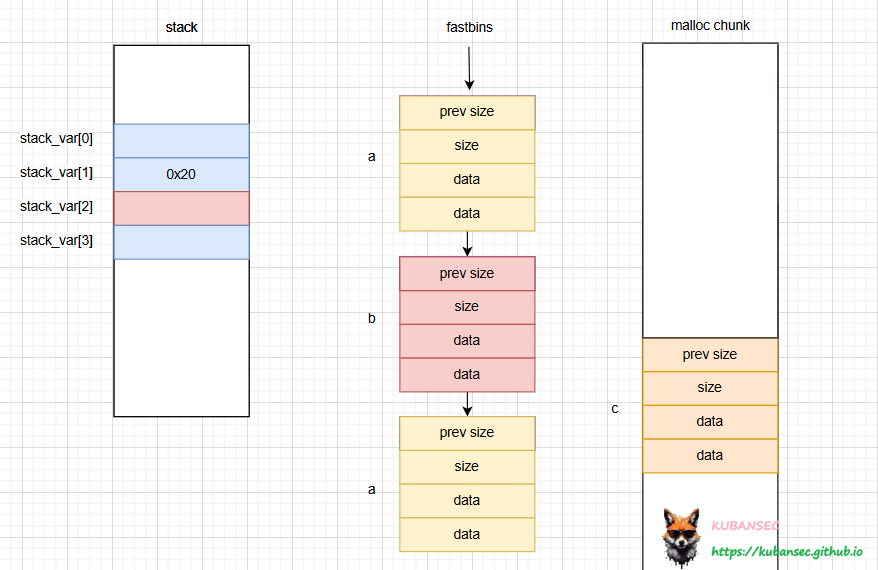 stack
fastbins
malloc chunk
stack_var[0]
stack_var[1]
0x20
stack_var[2]
stack_var[3]
a
prev size
size
data
data
b
prev size
size
data
data
a
prev size
size
data
data
c
prev size
size
data
data
KUBANSEC
https://kubansec.github.io